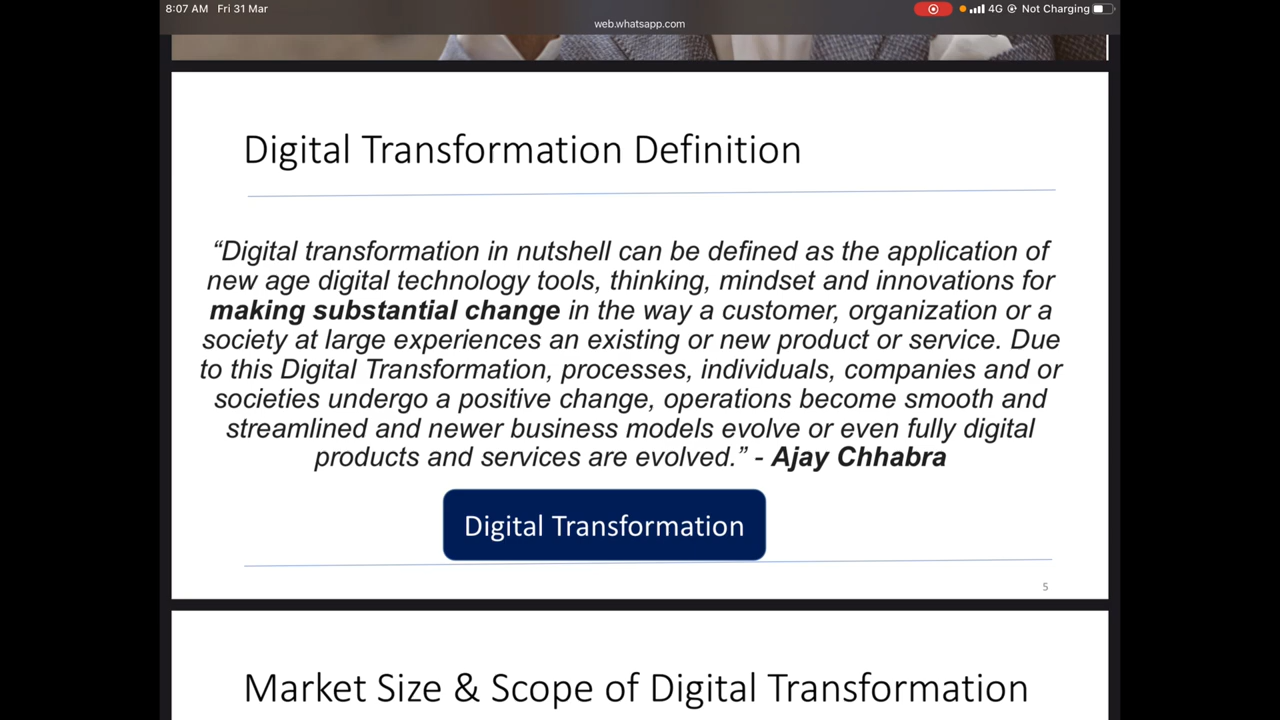 8:07 AM Fri 31 Mar
4G Not Charging
web.whatsapp.com
Digital Transformation Definition
“Digital transformation in nutshell can be defined as the application of
new age digital technology tools, thinking, mindset and innovations for
making substantial change in the way a customer, organization or a
society at large experiences an existing or new product or service. Due
to this Digital Transformation, processes, individuals, companies and or
societies undergo a positive change, operations become smooth and
streamlined and newer business models evolve or even fully digital
products and services are evolved.” - Ajay Chhabra
Digital Transformation
5
Market Size & Scope of Digital Transformation